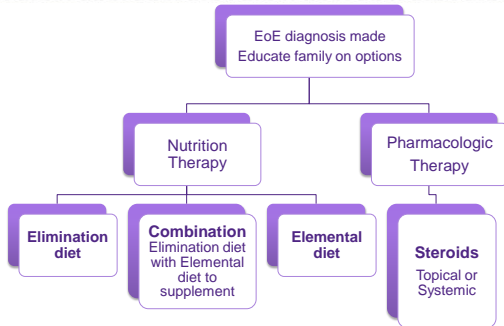 EoE diagnosis made
Educate family on options
Nutrition
Therapy
Pharmacologic
Therapy
Elimination
diet
Combination
Elimination diet
with Elemental
diet to
supplement
Elemental
diet
Steroids
Topical or
Systemic